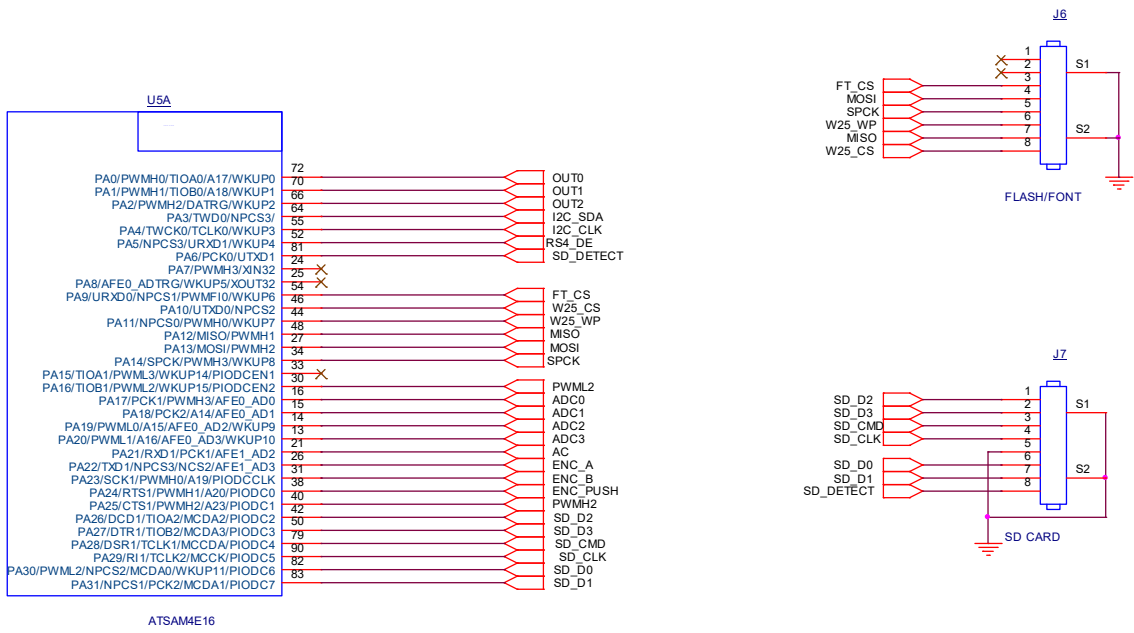 J6
1
2
FT_CS 3
MOSI 4
SPCK 5
W25_WP 6
MISO 7
W25_CS 8
S1
S2
FLASH/FONT
U5A
PA0/PWMH0/TIOA0/A17/WKUP0 72 OUT0
PA1/PWMH1/TIOB0/A18/WKUP1 70 OUT1
PA2/PWMH2/DATRG/WKUP2 66 OUT2
PA3/TWD0/NPCS3/ 64 I2C_SDA
PA4/TWCK0/TCLK0/WKUP3 55 I2C_CLK
PA5/NPCS3/URXD1/WKUP4 52 RS4_DE
PA6/PCK0/UTXD1 81 SD_DETECT
PA7/PWMH3/XIN32 24
PA8/AFE0_ADTRG/WKUP5/XOUT32 25
PA9/URXD0/NPCS1/PWMFI0/WKUP6 54 FT_CS
PA10/UTXD0/NPCS2 46 W25_CS
PA11/NPCS0/PWMH0/WKUP7 44 W25_WP
PA12/MISO/PWMH1 48 MISO
PA13/MOSI/PWMH2 27 MOSI
PA14/SPCK/PWMH3/WKUP8 34 SPCK
PA15/TIOA1/PWML3/WKUP14/PIODCEN1 33
PA16/TIOB1/PWML2/WKUP15/PIODCEN2 30 PWML2
PA17/PCK1/PWMH3/AFE0_AD0 16 ADC0
PA18/PCK2/A14/AFE0_AD1 15 ADC1
PA19/PWML0/A15/AFE0_AD2/WKUP9 14 ADC2
PA20/PWML1/A16/AFE0_AD3/WKUP10 13 ADC3
PA21/RXD1/PCK1/AFE1_AD2 21 AC
PA22/TXD1/NPCS3/NCS2/AFE1_AD3 26 ENC_A
PA23/SCK1/PWMH0/A19/PIODCCLK 31 ENC_B
PA24/RTS1/PWMH1/A20/PIODC0 38 ENC_PUSH
PA25/CTS1/PWMH2/A23/PIODC1 40 PWMH2
PA26/DCD1/TIOA2/MCDA2/PIODC2 42 SD_D2
PA27/DTR1/TIOB2/MCDA3/PIODC3 50 SD_D3
PA28/DSR1/TCLK1/MCCDA/PIODC4 79 SD_CMD
PA29/RI1/TCLK2/MCCK/PIODC5 90 SD_CLK
PA30/PWML2/NPCS2/MCDA0/WKUP11/PIODC6 82 SD_D0
PA31/NPCS1/PCK2/MCDA1/PIODC7 83 SD_D1
ATSAM4E16
J7
SD_D2 1
SD_D3 2
SD_CMD 3
SD_CLK 4
5
SD_D0 6
SD_D1 7
SD_DETECT 8
S1
S2
SD CARD